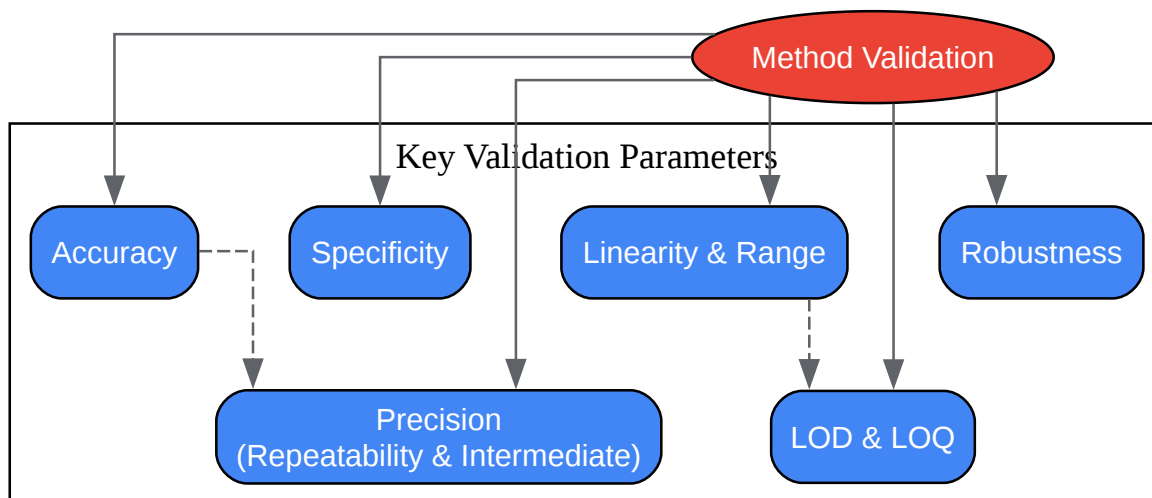 Method Validation
Key Validation Parameters
Accuracy
Specificity
Linearity & Range
Robustness
Precision
(Repeatability & Intermediate)
LOD & LOQ